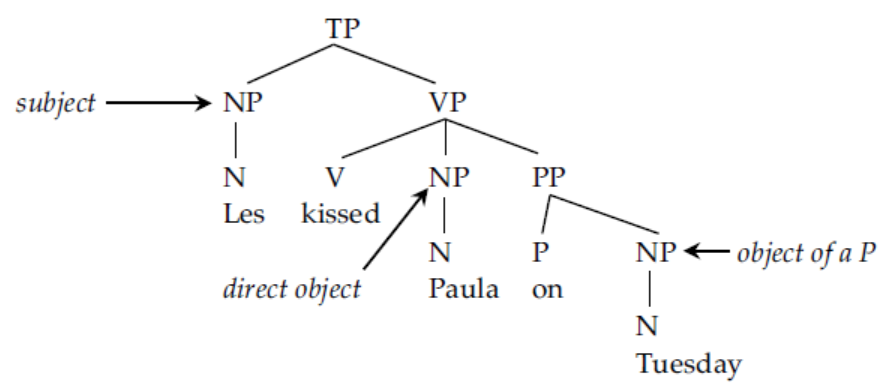 TP
subject NP VP
N V NP PP
Les kissed
N P NP object of a P
direct object Paula on
N
Tuesday